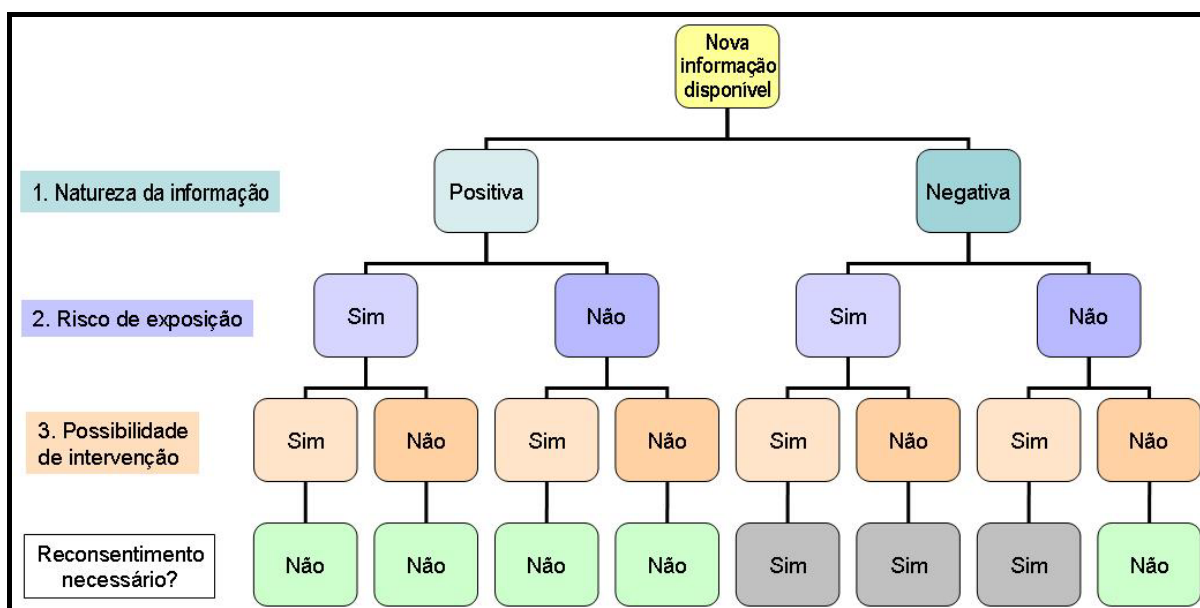 Nova
informação
disponível
1. Natureza da informação
Positiva
Negativa
2. Risco de exposição
Sim
Não
Sim
Não
3. Possibilidade
de intervenção
Sim
Não
Sim
Não
Sim
Não
Sim
Não
Reconsentimento
necessário?
Não
Não
Não
Não
Sim
Sim
Sim
Não